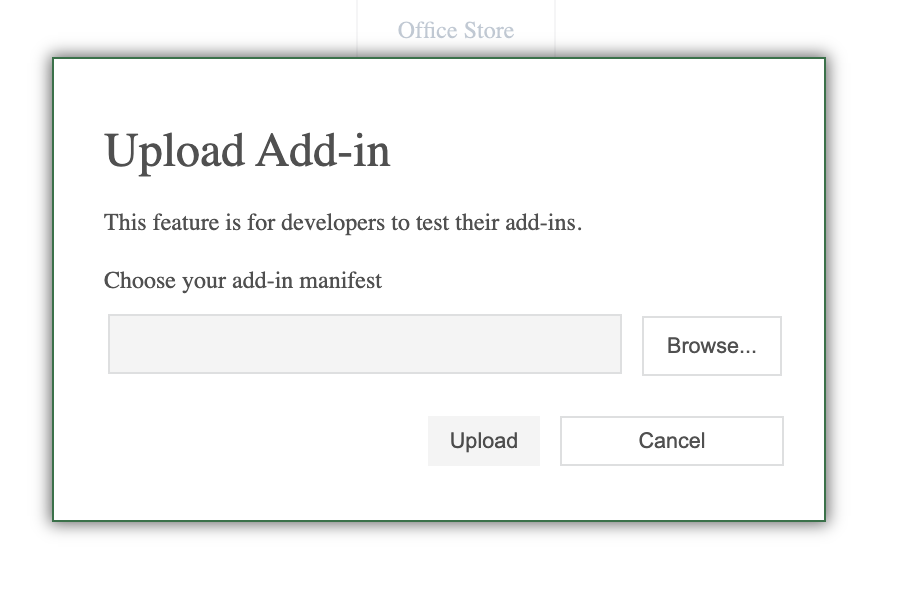 Office Store
Upload Add-in
This feature is for developers to test their add-ins.
Choose your add-in manifest
Browse...
Upload
Cancel